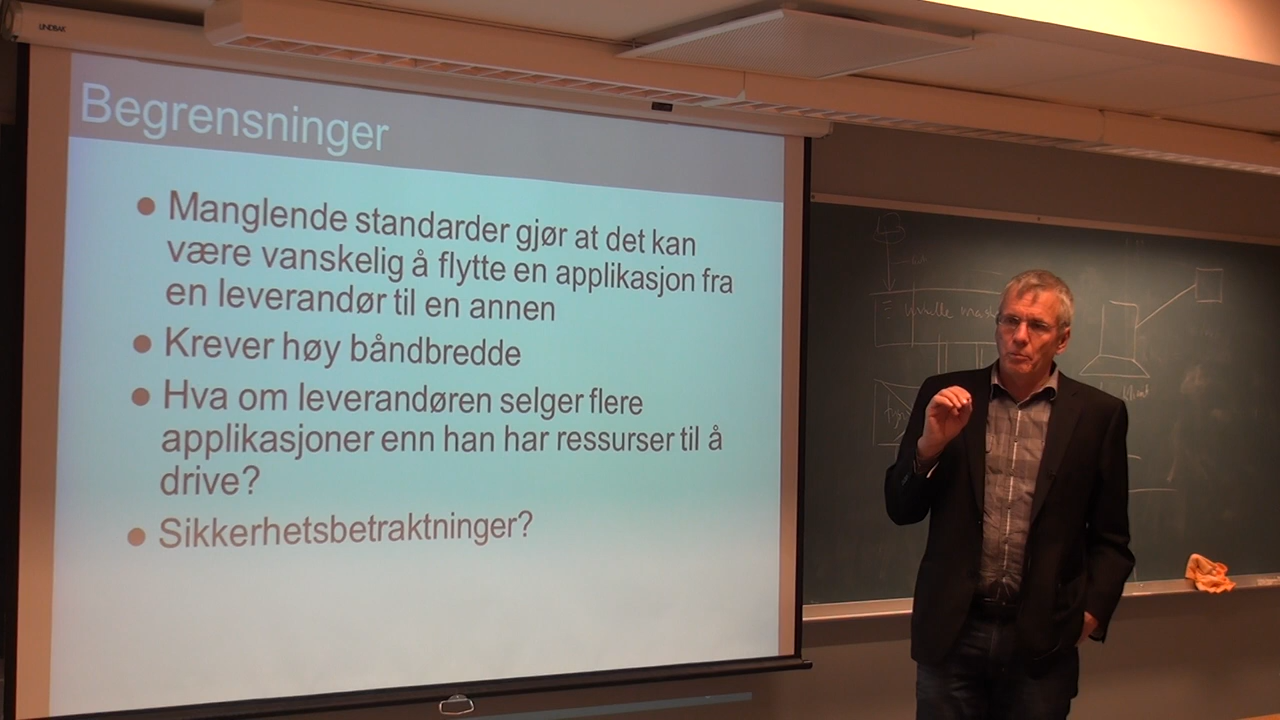 LINDBAK
Begrensninger
● Manglende standarder gjør at det kan
være vanskelig å flytte en applikasjon fra
en leverandør til en annen
● Krever høy båndbredde
● Hva om leverandøren selger flere
applikasjoner enn han har ressurser til å
drive?
● Sikkerhetsbetraktninger?